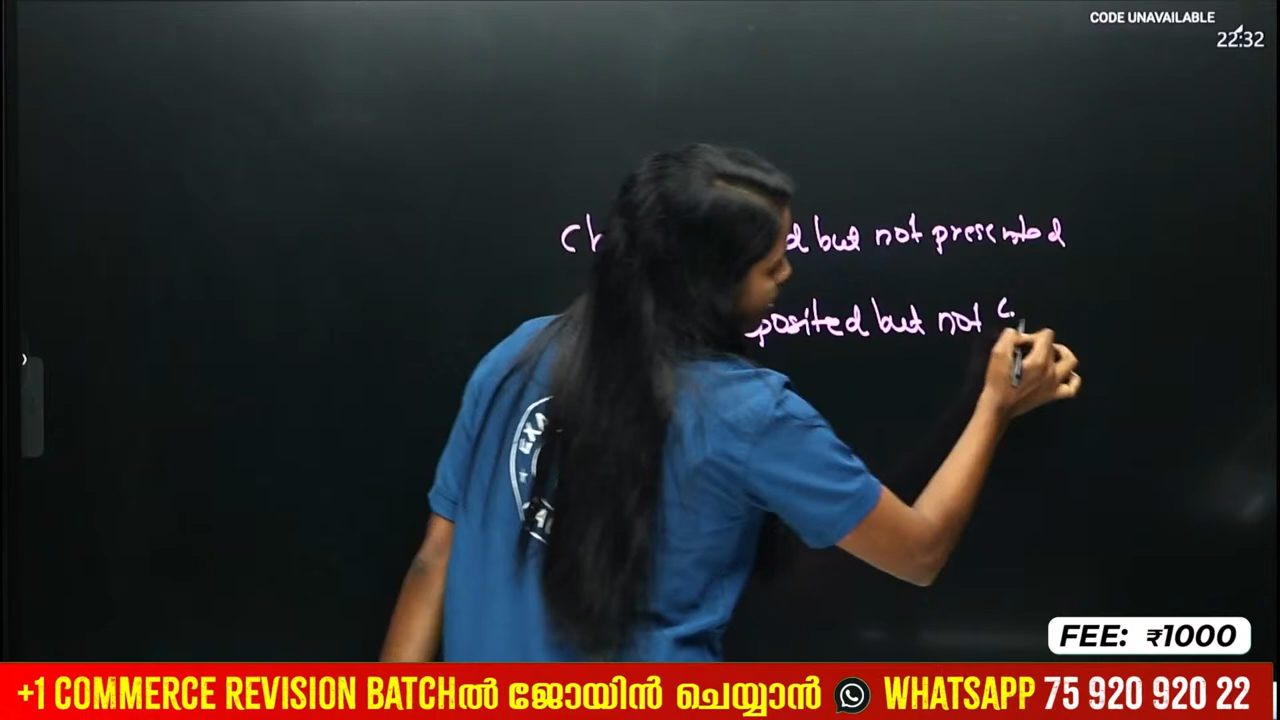 CODE UNAVAILABLE
22:32
but not presented
posited but not c
EXA
FEE: ₹1000
+1 COMMERCE REVISION BATCHൽ ജോയിൻ ചെയ്യാൻ WHATSAPP 75 920 920 22